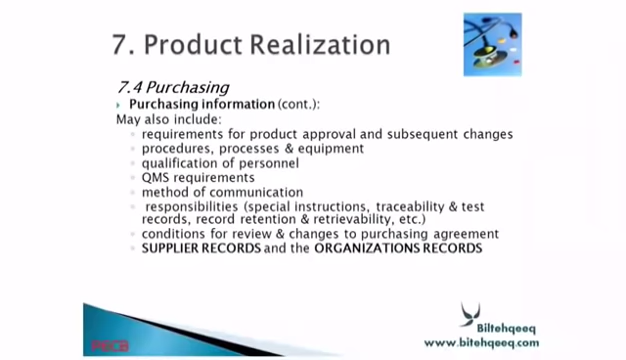 7. Product Realization
7.4 Purchasing
Purchasing information (cont.):
May also include:
requirements for product approval and subsequent changes
procedures, processes & equipment
qualification of personnel
QMS requirements
method of communication
responsibilities (special instructions, traceability & test
records, record retention & retrievability, etc.)
conditions for review & changes to purchasing agreement
SUPPLIER RECORDS and the ORGANIZATIONS RECORDS
PECB
Biltehqeeq
www.bitehqeeq.com